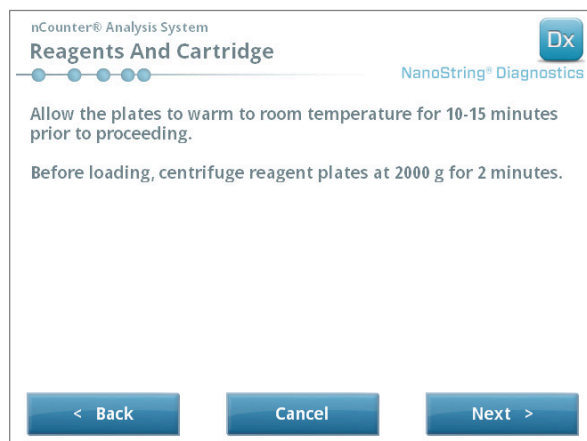 nCounter® Analysis System
Reagents And Cartridge
Dx
NanoString® Diagnostics
Allow the plates to warm to room temperature for 10-15 minutes
prior to proceeding.
Before loading, centrifuge reagent plates at 2000 g for 2 minutes.
< Back
Cancel
Next >